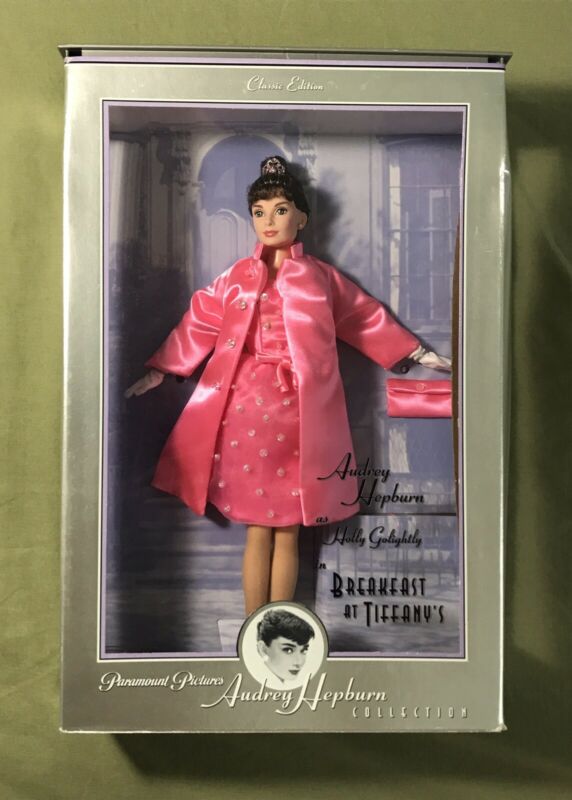 Classic Edition
Audrey
Hepburn
as
Holly Golightly
in
BREAKFAST
AT TIFFANY'S
Paramount Pictures
Audrey Hepburn
COLLECTION